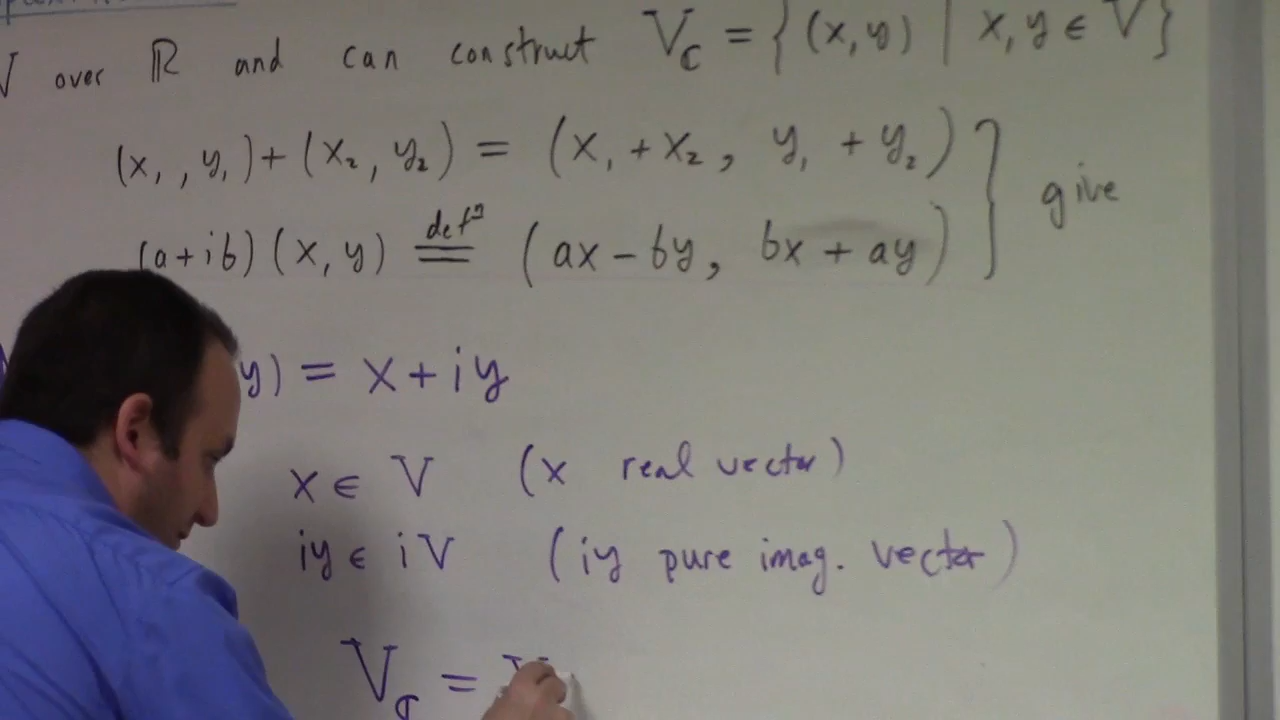 V over ℝ and can construct V_ℂ = { (x,y) | x,y ∈ V }
(x₁, y₁) + (x₂, y₂) = (x₁ + x₂, y₁ + y₂)
(a+ib)(x,y) def^n= (ax − by, bx + ay) } give
y) = x + iy
x ∈ V (x real vector)
iy ∈ iV (iy pure imag. vector)
V_ℂ = V